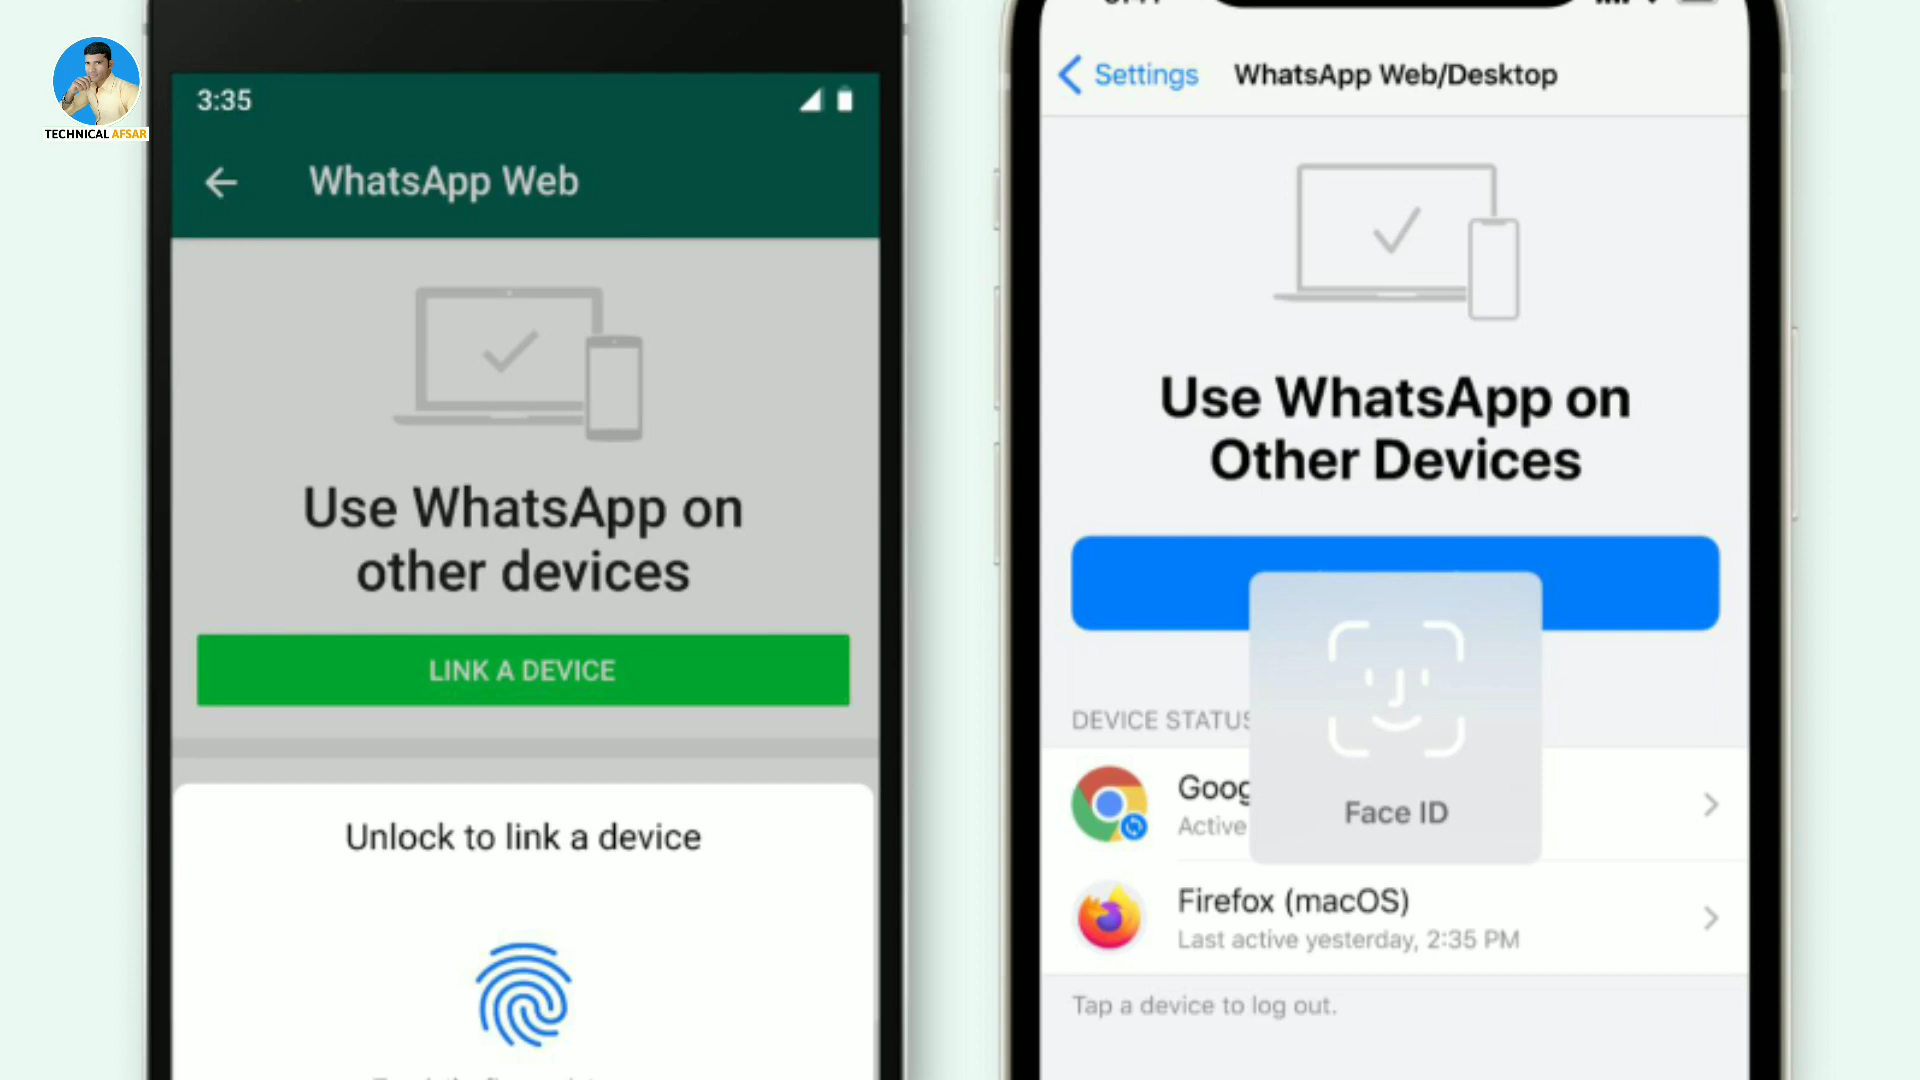 TECHNICAL AFSAR
3:35
WhatsApp Web
Use WhatsApp on
other devices
LINK A DEVICE
Unlock to link a device
Settings
WhatsApp Web/Desktop
Use WhatsApp on
Other Devices
DEVICE STATUS
Face ID
Active
Firefox (macOS)
Last active yesterday, 2:35 PM
Tap a device to log out.